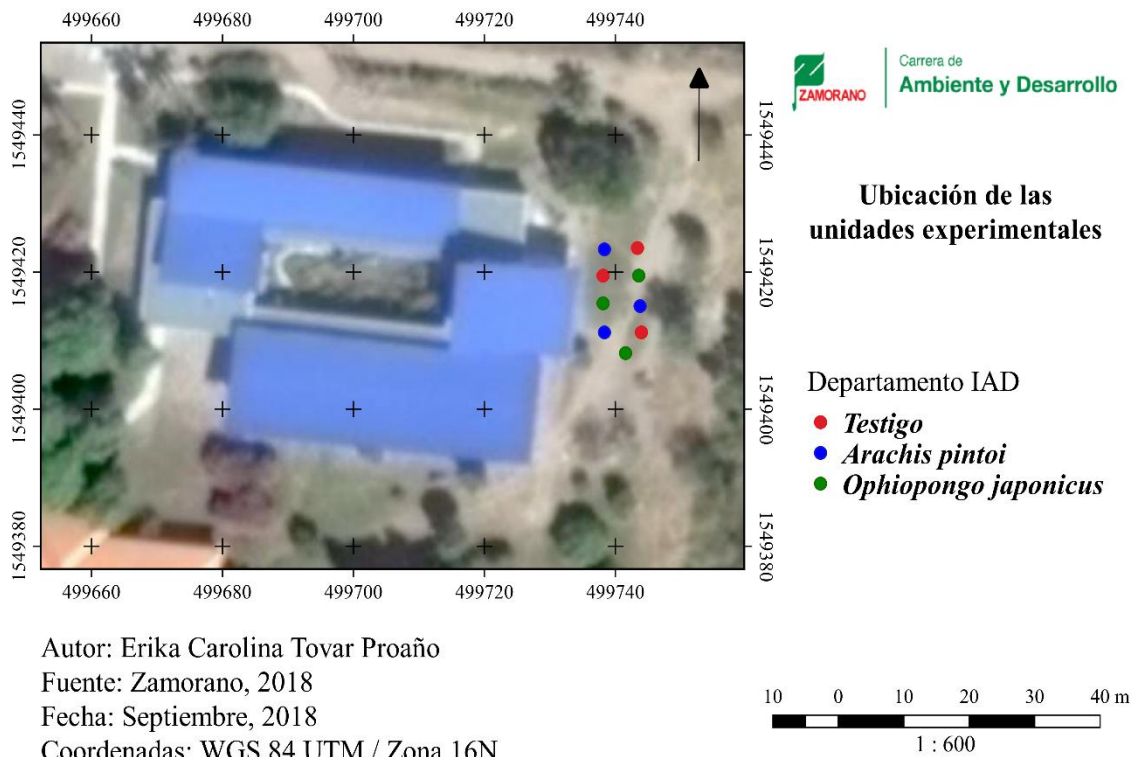 499660 499680 499700 499720 499740
1549440 1549440
1549420 1549420
1549400 1549400
1549380 1549380
499660 499680 499700 499720 499740
ZAMORANO
Carrera de
Ambiente y Desarrollo
Ubicación de las
unidades experimentales
Departamento IAD
Testigo
Arachis pintoi
Ophiopongo japonicus
Autor: Erika Carolina Tovar Proaño
Fuente: Zamorano, 2018
Fecha: Septiembre, 2018
Coordenadas: WGS 84 UTM / Zona 16N
10 0 10 20 30 40 m
1 : 600